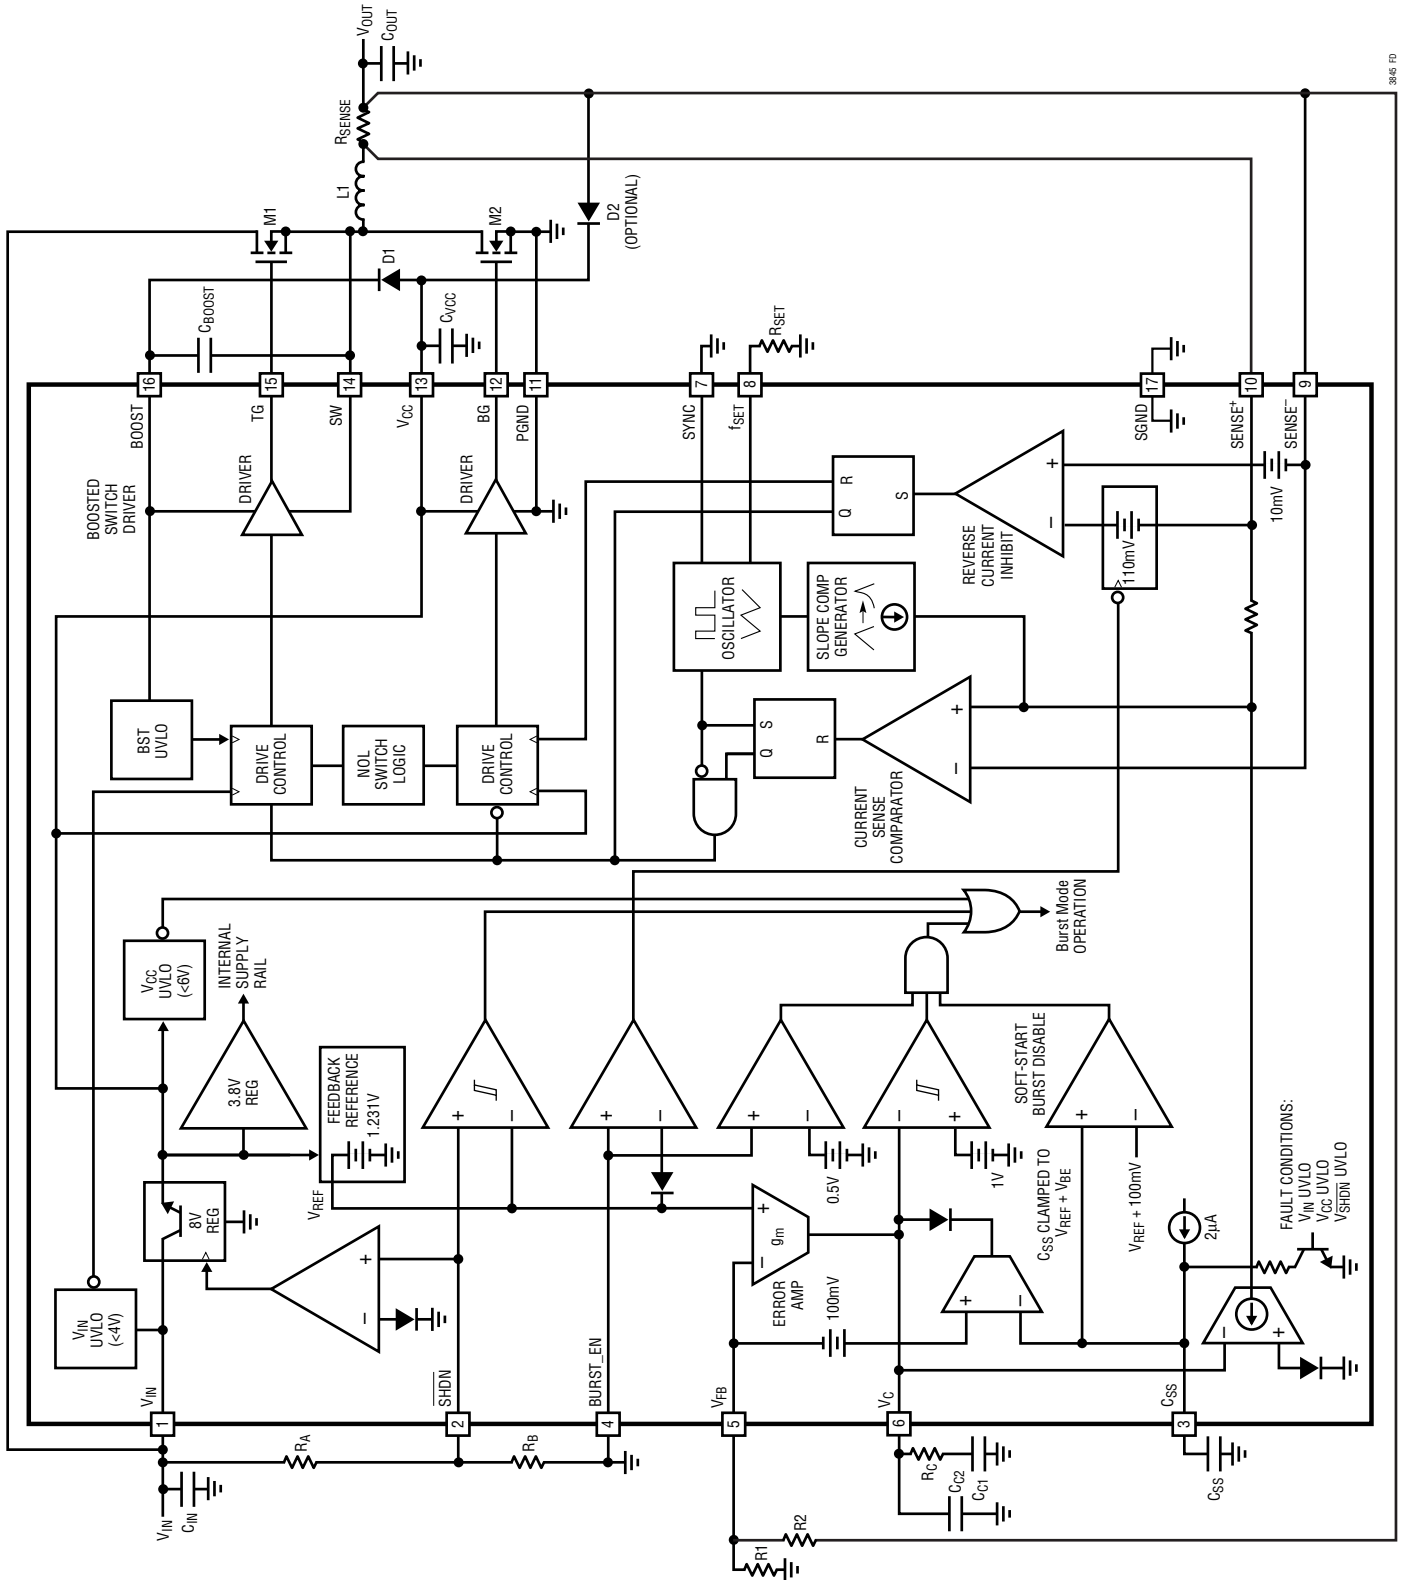 VIN
CIN
RA
RB
VIN
1
VIN
UVLO
(<4V)
8V
REG
3.8V
REG
INTERNAL
SUPPLY
RAIL
VCC
UVLO
(<6V)
FEEDBACK
REFERENCE
1.231V
VREF
+
–
SHDN
2
+
–
BURST_EN
4
+
–
VFB
5
R1
R2
ERROR
AMP
gm
+
–
100mV
+
–
0.5V
VC
6
RC
CC2
CC1
–
+
1V
+
–
CSS CLAMPED TO
VREF + VBE
SOFT-START
BURST DISABLE
+
–
VREF + 100mV
CSS
3
CSS
2µA
–
+
FAULT CONDITIONS:
VIN UVLO
VCC UVLO
VSHDN UVLO
Burst Mode
OPERATION
BST
UVLO
DRIVE
CONTROL
NOL
SWITCH
LOGIC
DRIVE
CONTROL
BOOSTED
SWITCH
DRIVER
DRIVER
DRIVER
OSCILLATOR
SLOPE COMP
GENERATOR
Q
S
R
CURRENT
SENSE
COMPARATOR
+
–
Q
R
S
REVERSE
CURRENT
INHIBIT
+
–
110mV
10mV
BOOST
16
TG
15
SW
14
VCC
13
BG
12
PGND
11
SYNC
7
fSET
8
SGND
17
SENSE+
10
SENSE–
9
CBOOST
D1
CVCC
M1
M2
L1
RSENSE
VOUT
COUT
D2
(OPTIONAL)
RSET
3845 FD